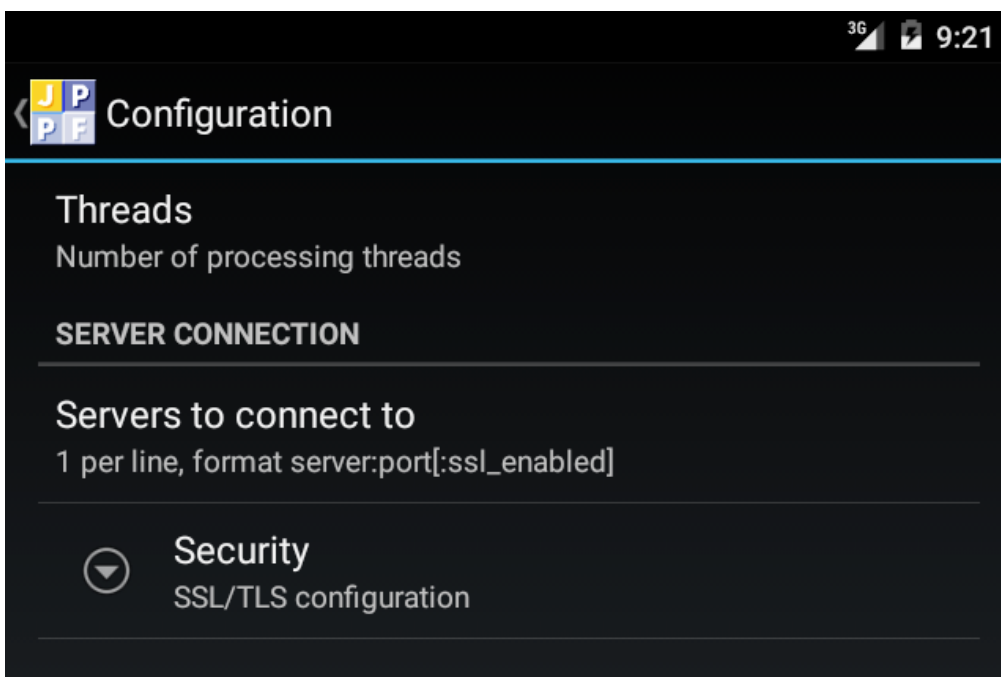 3G 9:21
J P
P F
Configuration
Threads
Number of processing threads
SERVER CONNECTION
Servers to connect to
1 per line, format server:port[:ssl_enabled]
Security
SSL/TLS configuration